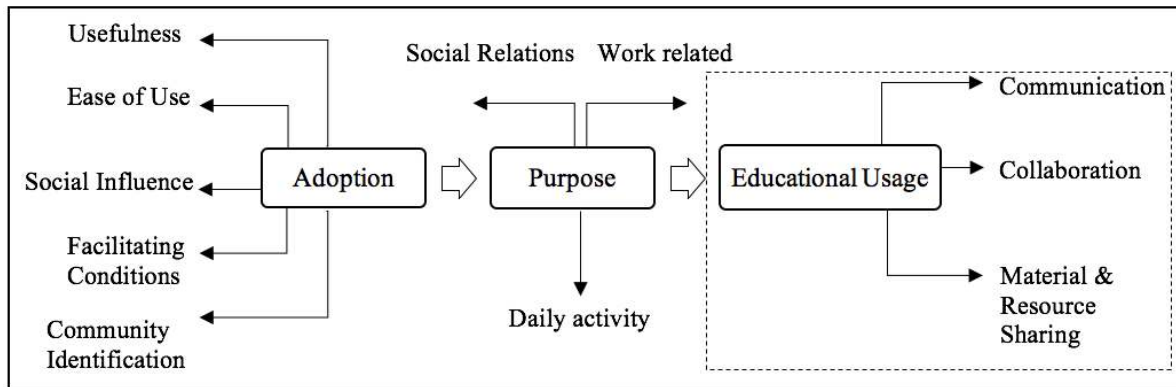 Usefulness
Ease of Use
Social Influence
Facilitating
Conditions
Community
Identification
Adoption
Social Relations
Work related
Purpose
Daily activity
Educational Usage
Communication
Collaboration
Material &
Resource
Sharing